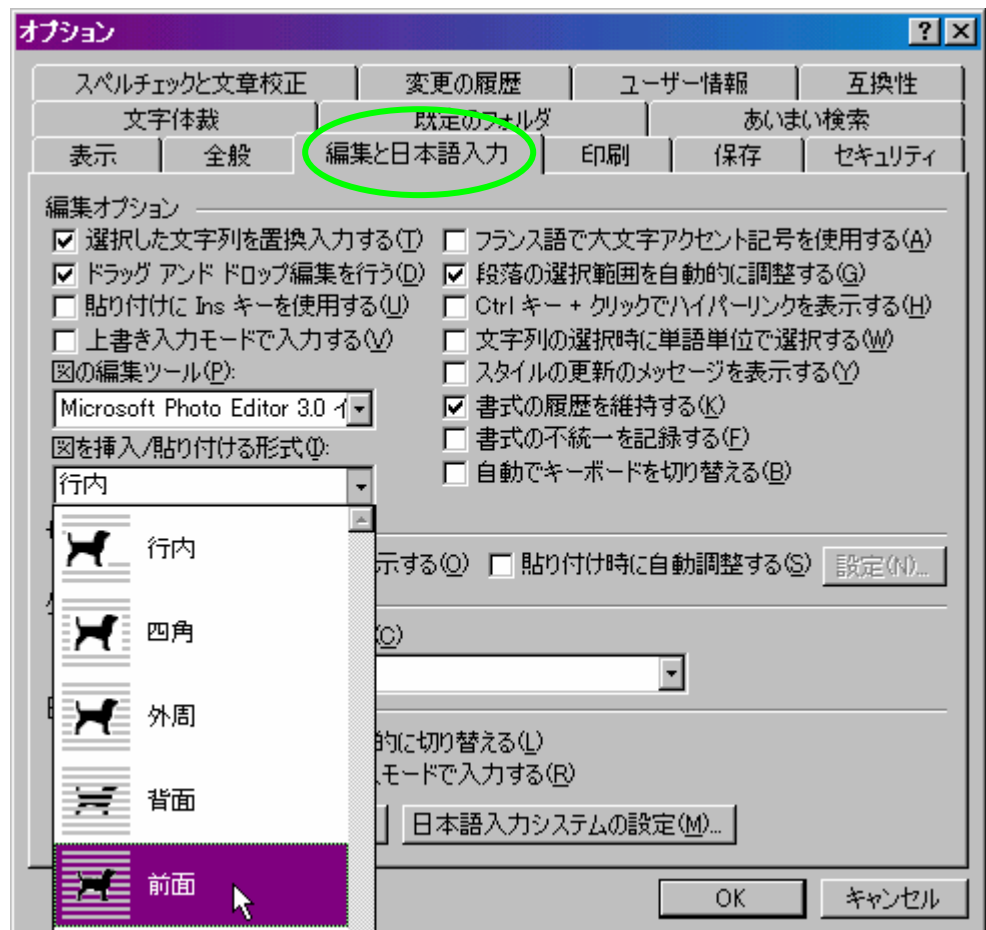 オプション
スペルチェックと文章校正 変更の履歴 ユーザー情報 互換性
文字体裁 既定のフォルダ あいまい検索
表示 全般 編集と日本語入力 印刷 保存 セキュリティ
編集オプション
選択した文字列を置換入力する(T) フランス語で大文字アクセント記号を使用する(A)
ドラッグ アンド ドロップ編集を行う(D) 段落の選択範囲を自動的に調整する(G)
貼り付けに Ins キーを使用する(U) Ctrl キー + クリックでハイパーリンクを表示する(H)
上書き入力モードで入力する(V) 文字列の選択時に単語単位で選択する(W)
図の編集ツール(P): スタイルの更新のメッセージを表示する(Y)
Microsoft Photo Editor 3.0 書式の履歴を維持する(K)
図を挿入/貼り付ける形式(I): 書式の不統一を記録する(F)
行内 自動でキーボードを切り替える(B)
行内
示する(O) 貼り付け時に自動調整する(S) 設定(N)...
四角
(C)
外周
的に切り替える(L)
モードで入力する(R)
背面
日本語入力システムの設定(M)...
前面
OK キャンセル